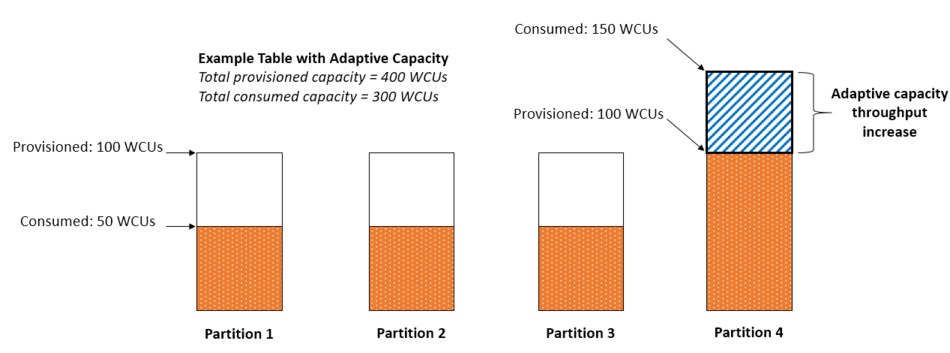 Consumed: 150 WCUs
Example Table with Adaptive Capacity
Total provisioned capacity = 400 WCUs
Total consumed capacity = 300 WCUs
Adaptive capacity
throughput
increase
Provisioned: 100 WCUs
Provisioned: 100 WCUs
Consumed: 50 WCUs
Partition 1
Partition 2
Partition 3
Partition 4